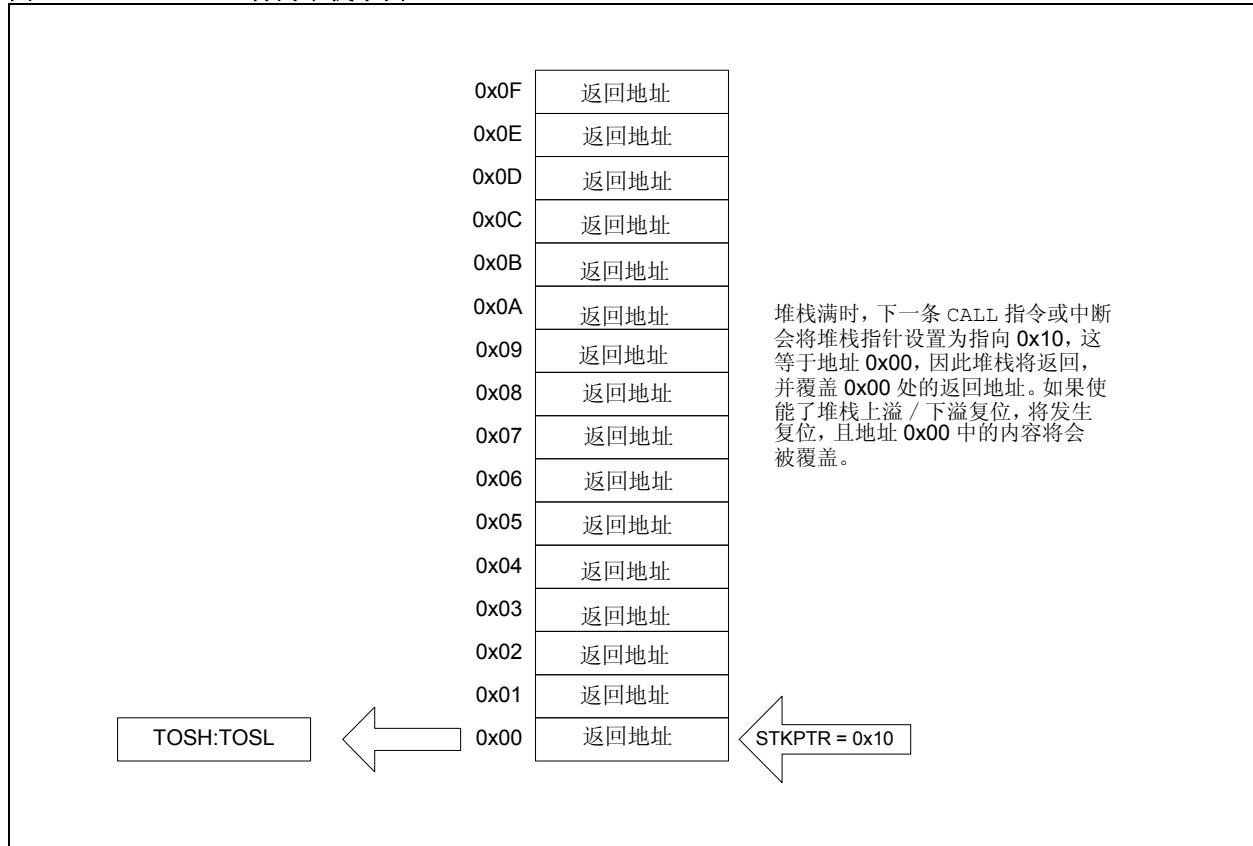 0x0F 返回地址
0x0E 返回地址
0x0D 返回地址
0x0C 返回地址
0x0B 返回地址
0x0A 返回地址
0x09 返回地址
0x08 返回地址
0x07 返回地址
0x06 返回地址
0x05 返回地址
0x04 返回地址
0x03 返回地址
0x02 返回地址
0x01 返回地址
TOSH:TOSL 0x00 返回地址 STKPTR = 0x10
堆栈满时，下一条 CALL 指令或中断
会将堆栈指针设置为指向 0x10，这
等于地址 0x00，因此堆栈将返回，
并覆盖 0x00 处的返回地址。如果使
能了堆栈上溢 / 下溢复位，将发生
复位，且地址 0x00 中的内容将会
被覆盖。